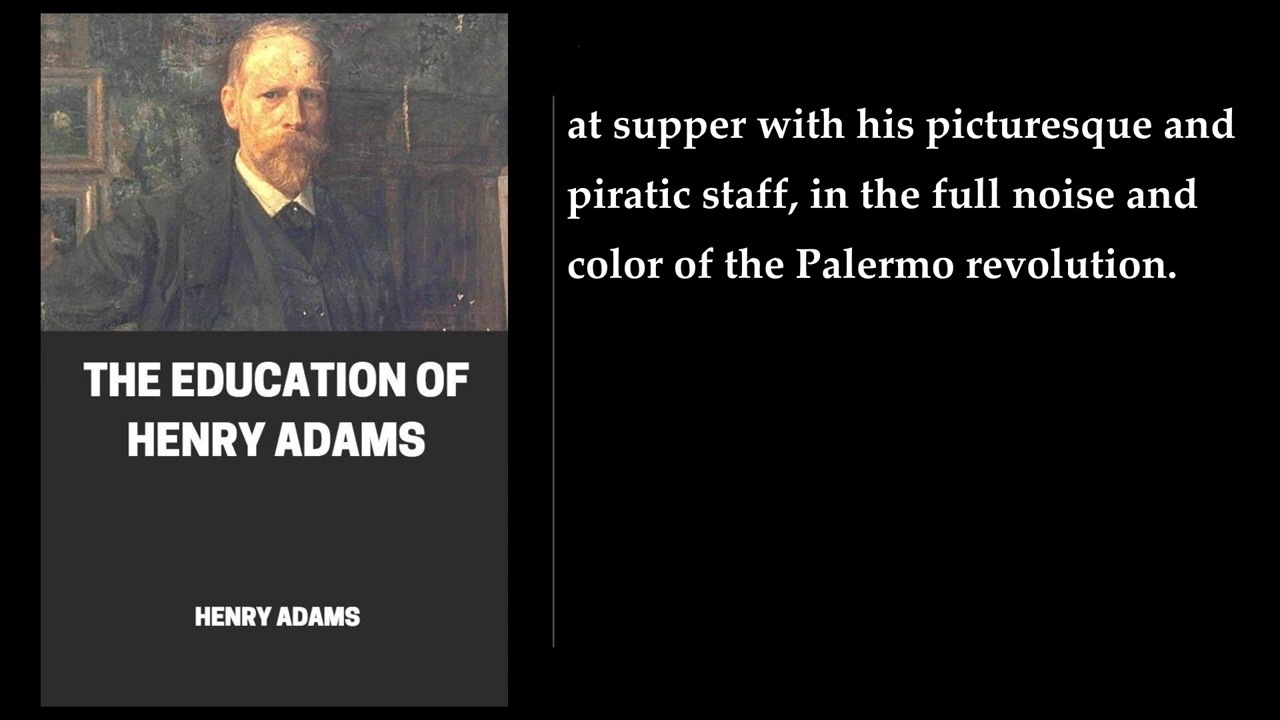 THE EDUCATION OF
HENRY ADAMS
HENRY ADAMS
at supper with his picturesque and
piratic staff, in the full noise and
color of the Palermo revolution.